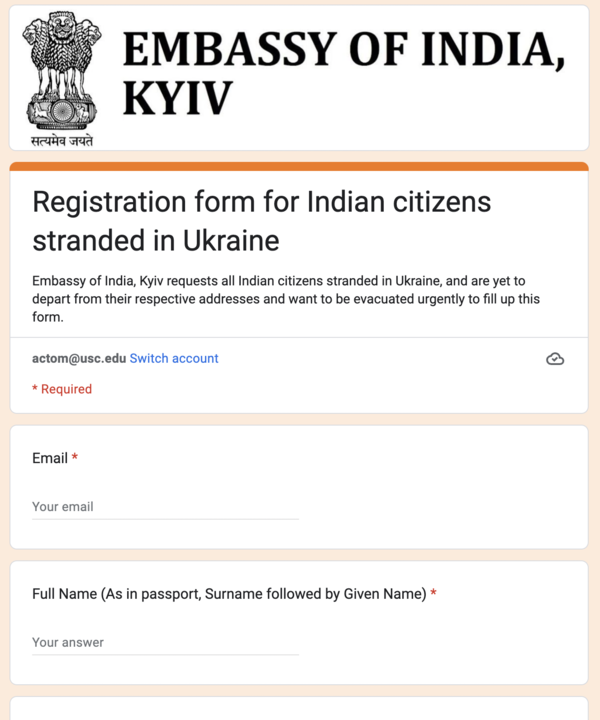 EMBASSY OF INDIA,
KYIV
सत्यमेव जयते
Registration form for Indian citizens
stranded in Ukraine
Embassy of India, Kyiv requests all Indian citizens stranded in Ukraine, and are yet to
depart from their respective addresses and want to be evacuated urgently to fill up this
form.
actom@usc.edu Switch account
* Required
Email *
Your email
Full Name (As in passport, Surname followed by Given Name) *
Your answer